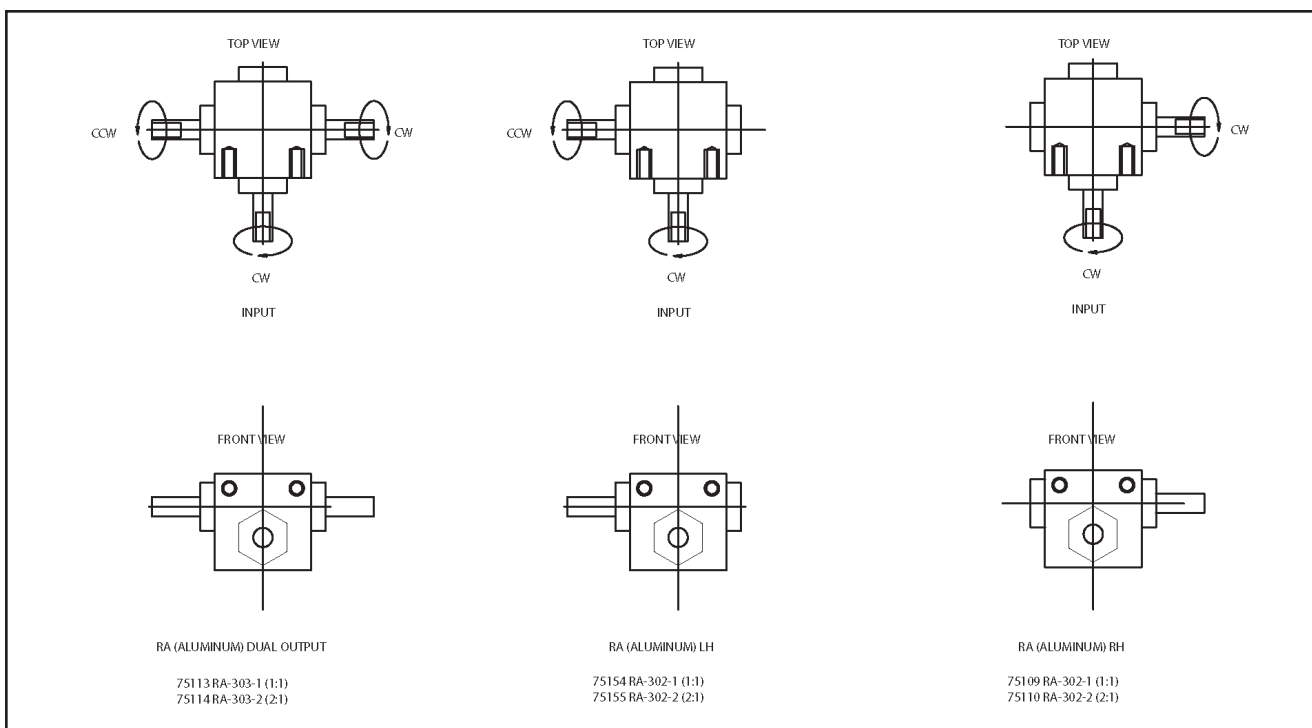 TOP VIEW
CCW
CW
CW
INPUT
TOP VIEW
CCW
CW
INPUT
TOP VIEW
CW
CW
INPUT
FRONT VIEW
RA (ALUMINUM) DUAL OUTPUT
75113 RA-303-1 (1:1)
75114 RA-303-2 (2:1)
FRONT VIEW
RA (ALUMINUM) LH
75154 RA-302-1 (1:1)
75155 RA-302-2 (2:1)
FRONT VIEW
RA (ALUMINUM) RH
75109 RA-302-1 (1:1)
75110 RA-302-2 (2:1)